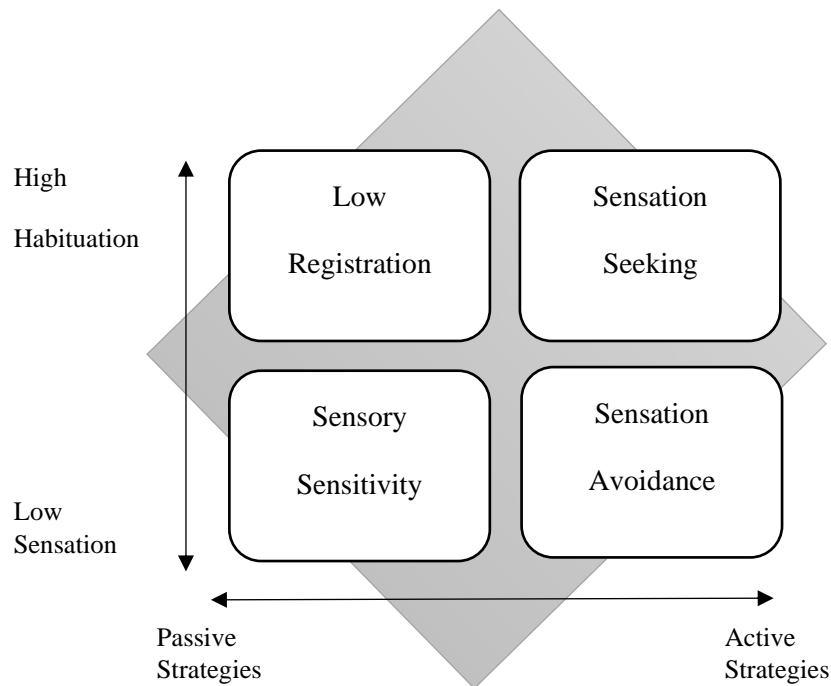 High
Habituation
Low
Registration
Sensation
Seeking
Sensory
Sensitivity
Sensation
Avoidance
Low
Sensation
Passive
Strategies
Active
Strategies